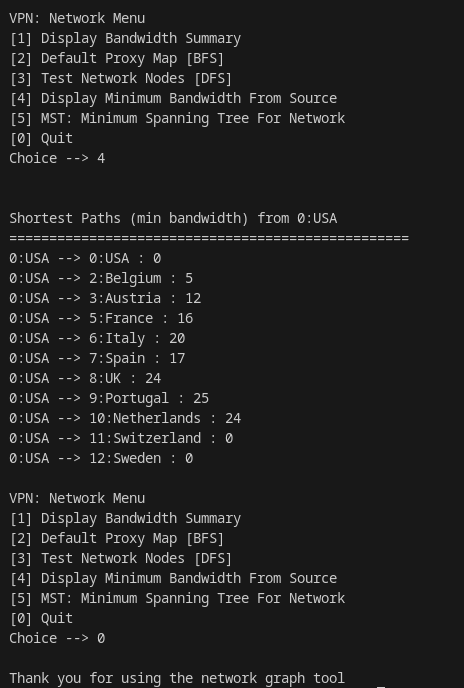 VPN: Network Menu
[1] Display Bandwidth Summary
[2] Default Proxy Map [BFS]
[3] Test Network Nodes [DFS]
[4] Display Minimum Bandwidth From Source
[5] MST: Minimum Spanning Tree For Network
[0] Quit
Choice --> 4
Shortest Paths (min bandwidth) from 0:USA
==================================================
0:USA --> 0:USA : 0
0:USA --> 2:Belgium : 5
0:USA --> 3:Austria : 12
0:USA --> 5:France : 16
0:USA --> 6:Italy : 20
0:USA --> 7:Spain : 17
0:USA --> 8:UK : 24
0:USA --> 9:Portugal : 25
0:USA --> 10:Netherlands : 24
0:USA --> 11:Switzerland : 0
0:USA --> 12:Sweden : 0
VPN: Network Menu
[1] Display Bandwidth Summary
[2] Default Proxy Map [BFS]
[3] Test Network Nodes [DFS]
[4] Display Minimum Bandwidth From Source
[5] MST: Minimum Spanning Tree For Network
[0] Quit
Choice --> 0
Thank you for using the network graph tool